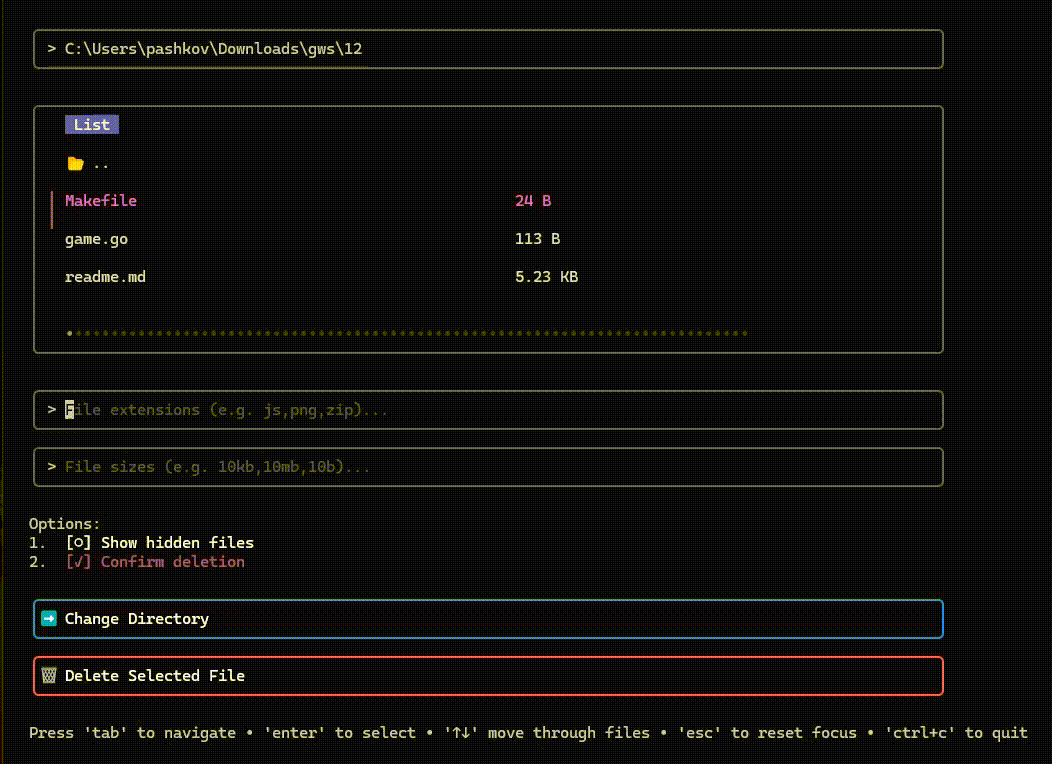 > C:\Users\pashkov\Downloads\gws\12
List
..
Makefile 24 B
game.go 113 B
readme.md 5.23 KB
> File extensions (e.g. js,png,zip)...
> File sizes (e.g. 10kb,10mb,10b)...
Options:
1. [○] Show hidden files
2. [✓] Confirm deletion
➡ Change Directory
🗑 Delete Selected File
Press 'tab' to navigate • 'enter' to select • '↑↓' move through files • 'esc' to reset focus • 'ctrl+c' to quit